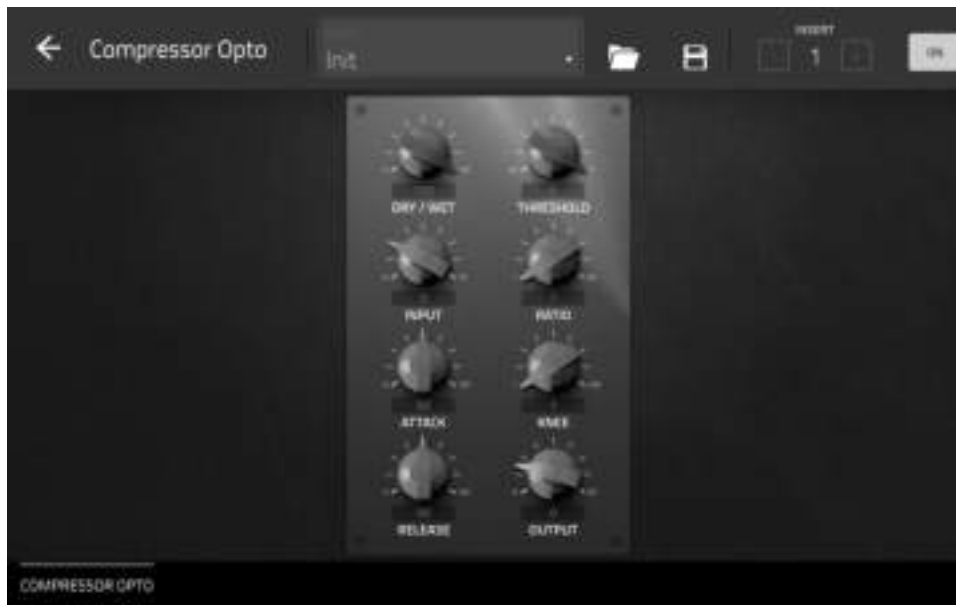 Compressor Opto
Init
INSERT
1
ON
DRY / WET
THRESHOLD
INPUT
RATIO
ATTACK
KNEE
RELEASE
OUTPUT
COMPRESSOR OPTO